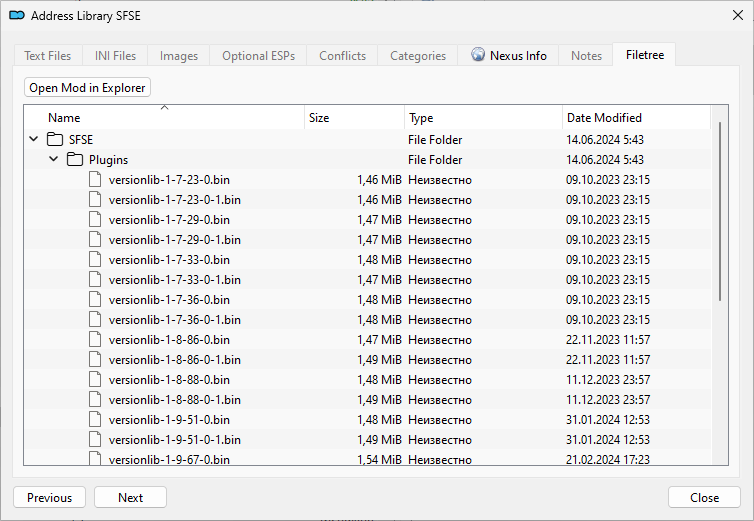 Address Library SFSE
Text Files INI Files Images Optional ESPs Conflicts Categories Nexus Info Notes Filetree
Open Mod in Explorer
Name Size Type Date Modified
SFSE File Folder 14.06.2024 5:43
Plugins File Folder 14.06.2024 5:43
versionlib-1-7-23-0.bin 1,46 MiB Неизвестно 09.10.2023 23:15
versionlib-1-7-23-0-1.bin 1,46 MiB Неизвестно 09.10.2023 23:15
versionlib-1-7-29-0.bin 1,47 MiB Неизвестно 09.10.2023 23:15
versionlib-1-7-29-0-1.bin 1,47 MiB Неизвестно 09.10.2023 23:15
versionlib-1-7-33-0.bin 1,48 MiB Неизвестно 09.10.2023 23:15
versionlib-1-7-33-0-1.bin 1,47 MiB Неизвестно 09.10.2023 23:15
versionlib-1-7-36-0.bin 1,48 MiB Неизвестно 09.10.2023 23:15
versionlib-1-7-36-0-1.bin 1,48 MiB Неизвестно 09.10.2023 23:15
versionlib-1-8-86-0.bin 1,47 MiB Неизвестно 22.11.2023 11:57
versionlib-1-8-86-0-1.bin 1,49 MiB Неизвестно 22.11.2023 11:57
versionlib-1-8-88-0.bin 1,48 MiB Неизвестно 11.12.2023 23:57
versionlib-1-8-88-0-1.bin 1,49 MiB Неизвестно 11.12.2023 23:57
versionlib-1-9-51-0.bin 1,48 MiB Неизвестно 31.01.2024 12:53
versionlib-1-9-51-0-1.bin 1,49 MiB Неизвестно 31.01.2024 12:53
versionlib-1-9-67-0.bin 1,54 MiB Неизвестно 21.02.2024 17:23
Previous Next Close